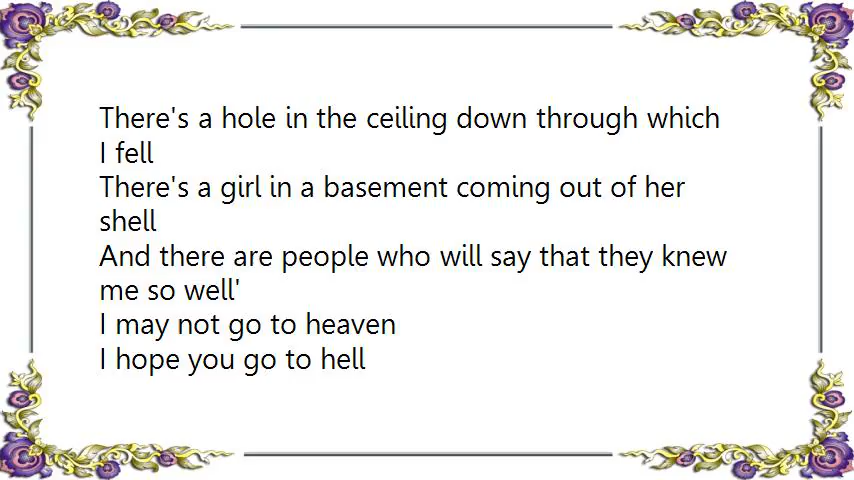 There's a hole in the ceiling down through which
I fell
There's a girl in a basement coming out of her
shell
And there are people who will say that they knew
me so well'
I may not go to heaven
I hope you go to hell